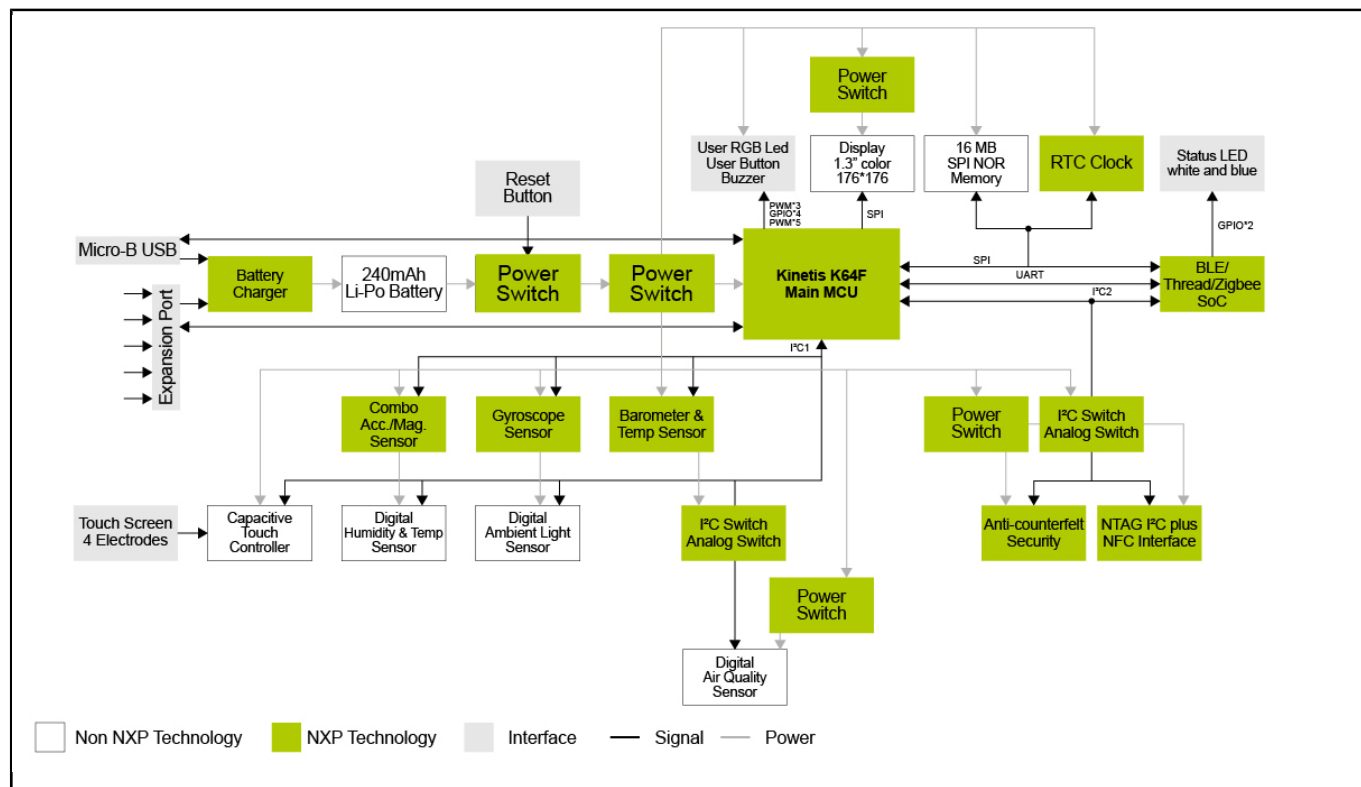 Power
Switch
User RGB Led
User Button
Buzzer
Display
1.3" color
176*176
16 MB
SPI NOR
Memory
RTC Clock
Status LED
white and blue
Reset
Button
PWM*3
GPIO*4
PWM*5
SPI
GPIO*2
Micro-B USB
Battery
Charger
240mAh
Li-Po Battery
Power
Switch
Power
Switch
Kinetis K64F
Main MCU
SPI
UART
I²C2
BLE/
Thread/Zigbee
SoC
Expansion Port
I²C1
Combo
Acc./Mag.
Sensor
Gyroscope
Sensor
Barometer &
Temp Sensor
Power
Switch
I²C Switch
Analog Switch
Touch Screen
4 Electrodes
Capacitive
Touch
Controller
Digital
Humidity & Temp
Sensor
Digital
Ambient Light
Sensor
I²C Switch
Analog Switch
Anti-counterfelt
Security
NTAG I²C plus
NFC Interface
Power
Switch
Digital
Air Quality
Sensor
Non NXP Technology
NXP Technology
Interface
Signal
Power